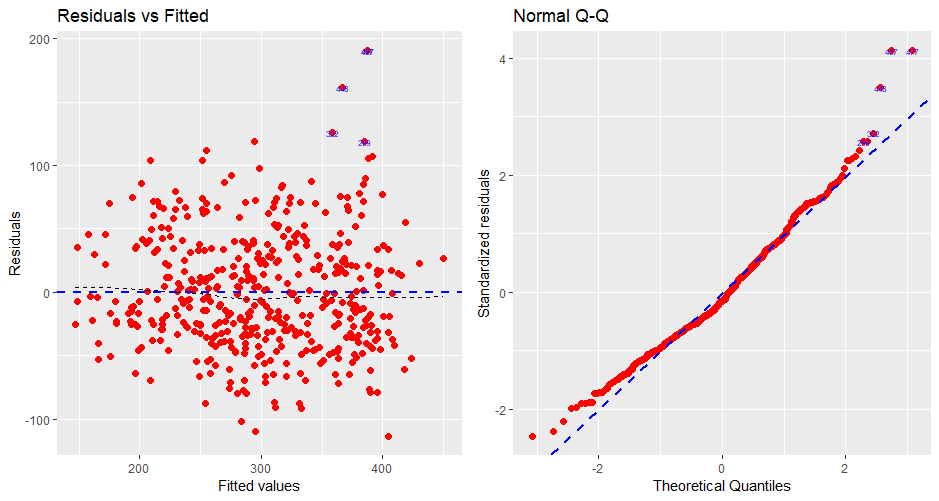 Residuals vs Fitted
Residuals
200
100
0
-100
200
300
400
Fitted values
Normal Q-Q
Standardized residuals
4
2
0
-2
-2
0
2
Theoretical Quantiles